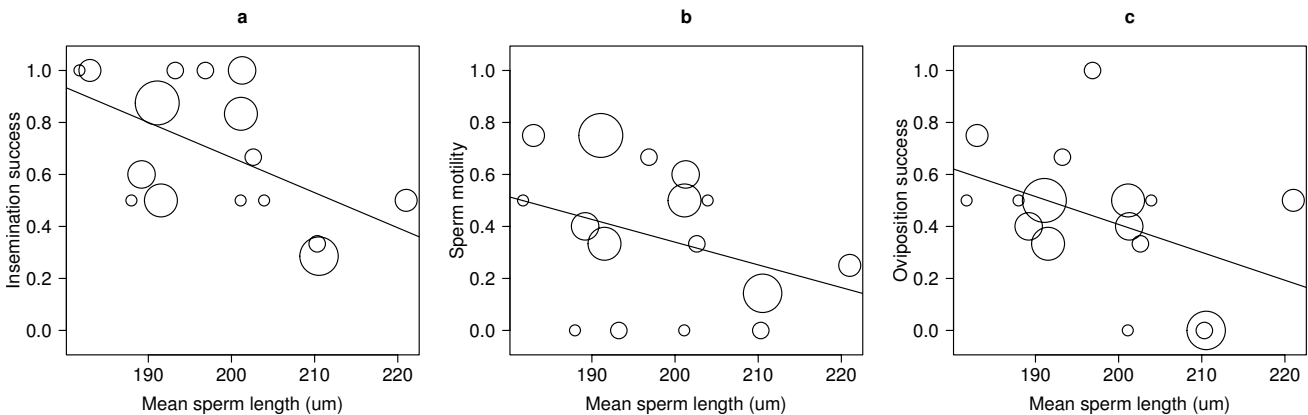 a
Insemination success
1.0
0.8
0.6
0.4
0.2
0.0
190 200 210 220
Mean sperm length (um)
b
Sperm motility
1.0
0.8
0.6
0.4
0.2
0.0
190 200 210 220
Mean sperm length (um)
c
Oviposition success
1.0
0.8
0.6
0.4
0.2
0.0
190 200 210 220
Mean sperm length (um)